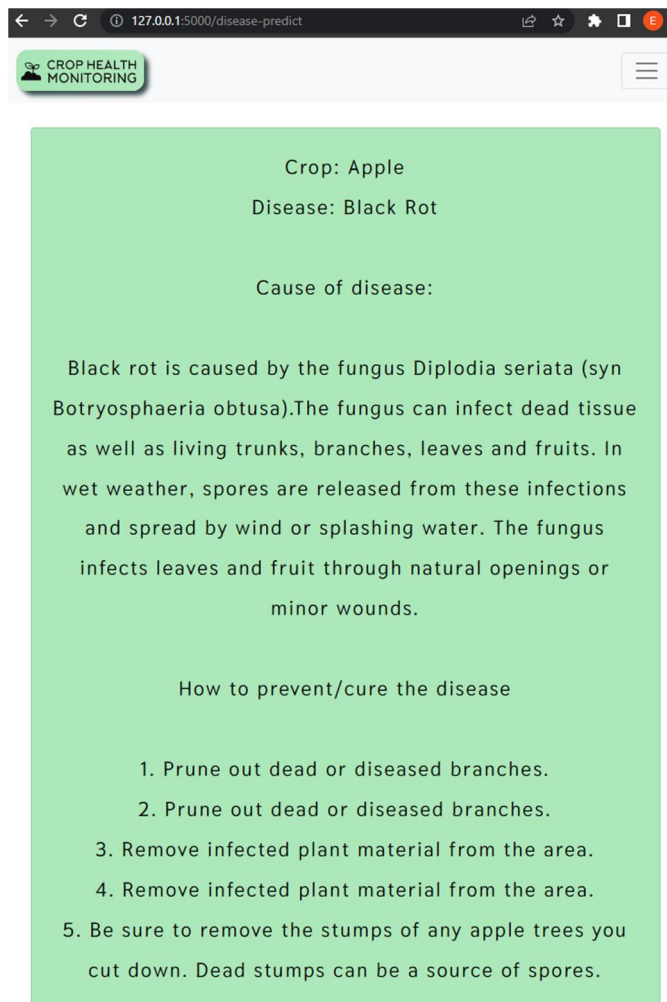 127.0.0.1:5000/disease-predict
E
CROP HEALTH
MONITORING
Crop: Apple
Disease: Black Rot
Cause of disease:
Black rot is caused by the fungus Diplodia seriata (syn
Botryosphaeria obtusa).The fungus can infect dead tissue
as well as living trunks, branches, leaves and fruits. In
wet weather, spores are released from these infections
and spread by wind or splashing water. The fungus
infects leaves and fruit through natural openings or
minor wounds.
How to prevent/cure the disease
1. Prune out dead or diseased branches.
2. Prune out dead or diseased branches.
3. Remove infected plant material from the area.
4. Remove infected plant material from the area.
5. Be sure to remove the stumps of any apple trees you
cut down. Dead stumps can be a source of spores.